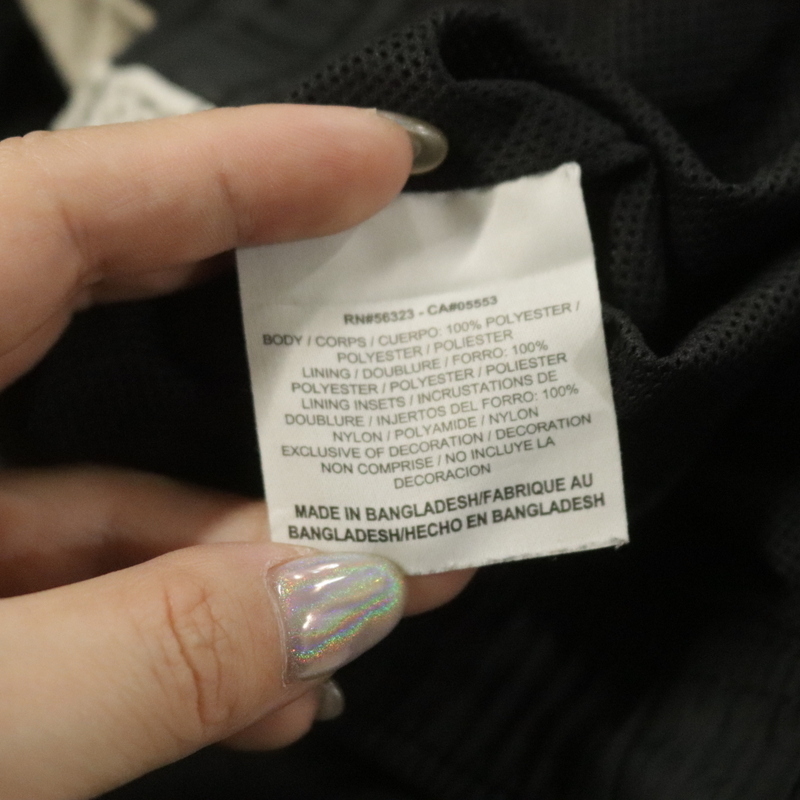 RN#56323 - CA#05553
BODY / CORPS / CUERPO: 100% POLYESTER /
POLYESTER / POLIESTER
LINING / DOUBLURE / FORRO: 100%
POLYESTER / POLYESTER / POLIESTER
LINING INSETS / INCRUSTATIONS DE
DOUBLURE / INJERTOS DEL FORRO: 100%
NYLON / POLYAMIDE / NYLON
EXCLUSIVE OF DECORATION / DECORATION
NON COMPRISE / NO INCLUYE LA
DECORACION
MADE IN BANGLADESH/FABRIQUE AU
BANGLADESH/HECHO EN BANGLADESH